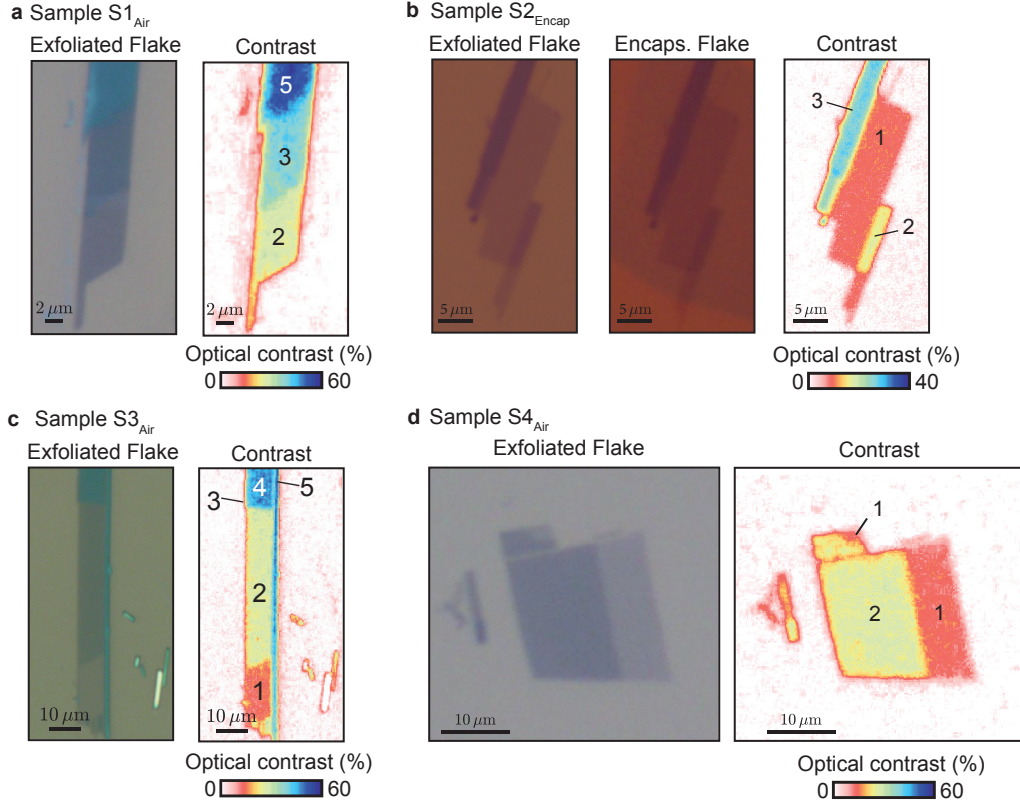 a Sample S1Air
Exfoliated Flake
Contrast
5
3
2
2 μm
2 μm
Optical contrast (%)
0
60
b Sample S2Encap
Exfoliated Flake
Encaps. Flake
Contrast
3
1
2
5 μm
5 μm
5 μm
Optical contrast (%)
0
40
c Sample S3Air
Exfoliated Flake
Contrast
3
4
5
2
1
10 μm
10 μm
Optical contrast (%)
0
60
d Sample S4Air
Exfoliated Flake
Contrast
1
2
1
10 μm
10 μm
Optical contrast (%)
0
60